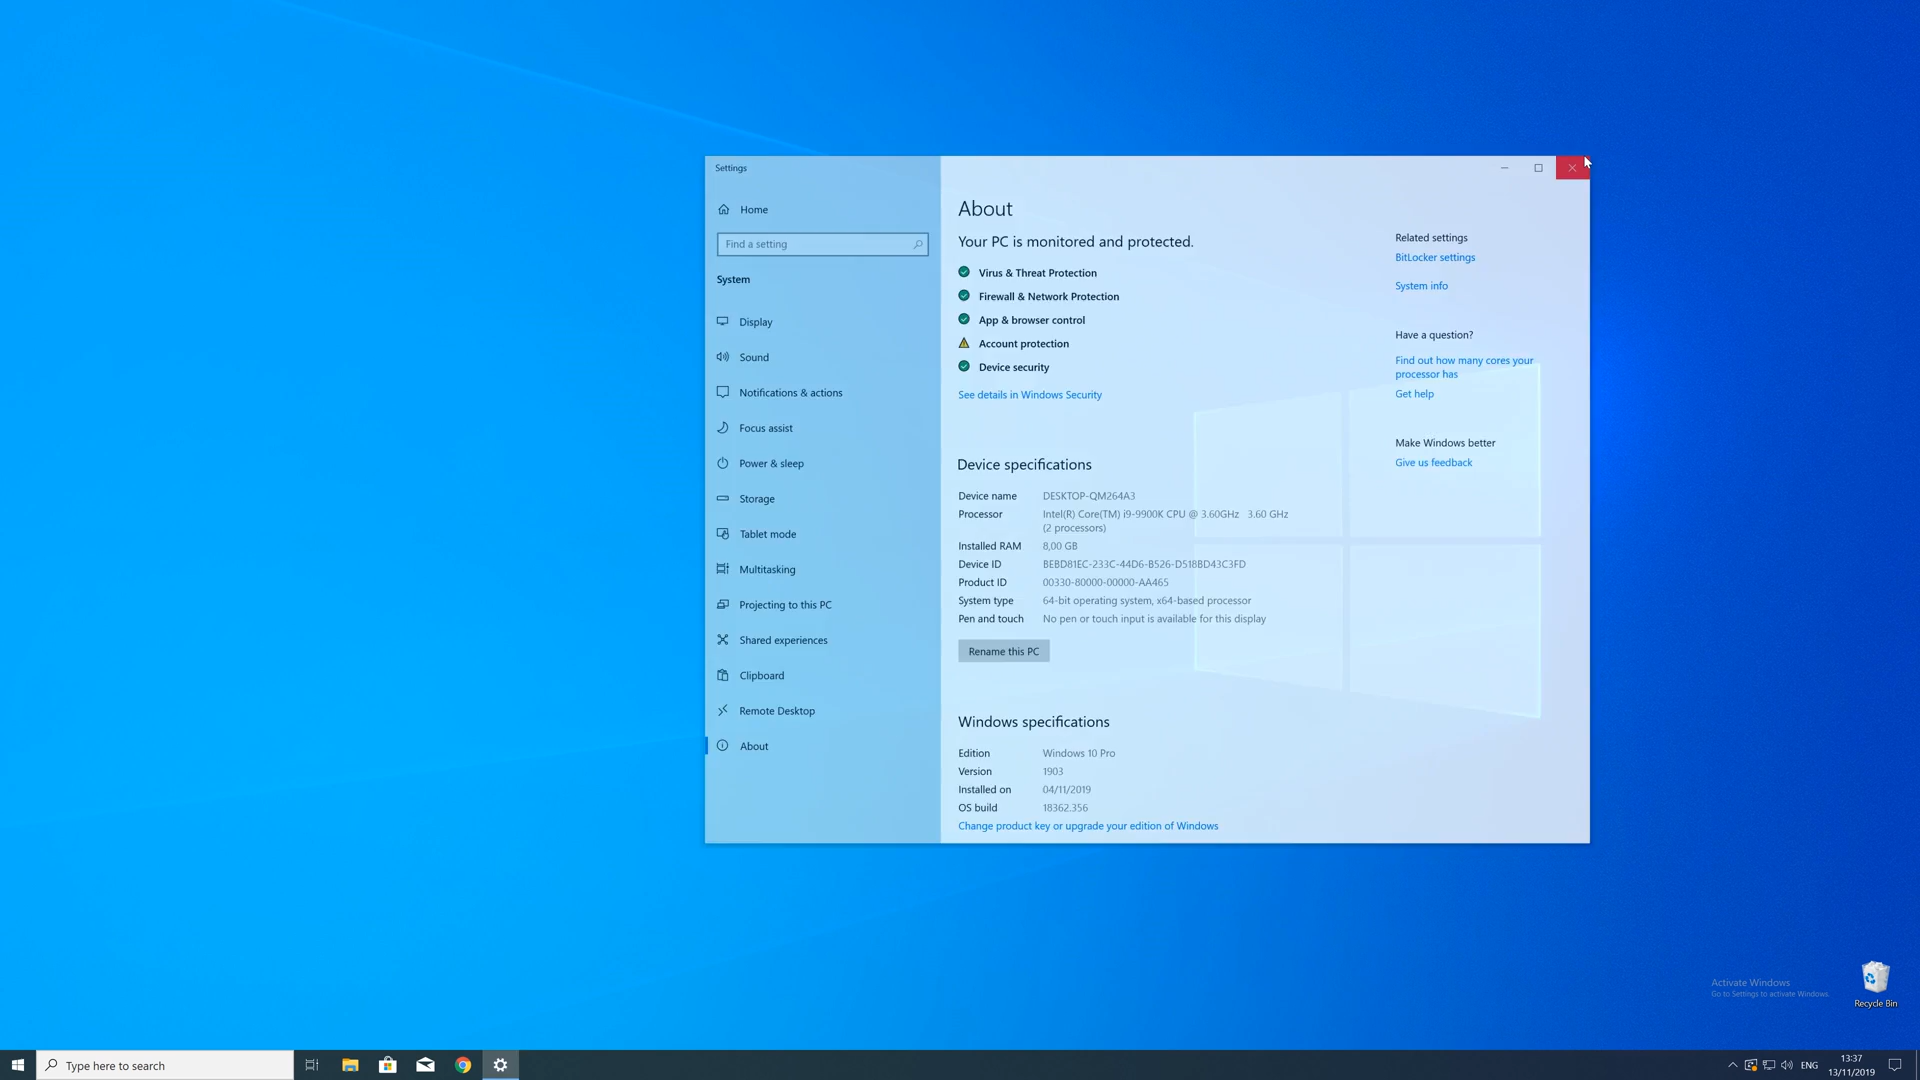 Settings
Home
Find a setting
System
Display
Sound
Notifications & actions
Focus assist
Power & sleep
Storage
Tablet mode
Multitasking
Projecting to this PC
Shared experiences
Clipboard
Remote Desktop
About
About
Your PC is monitored and protected.
Virus & Threat Protection
Firewall & Network Protection
App & browser control
Account protection
Device security
See details in Windows Security
Device specifications
Device name DESKTOP-QM264A3
Processor Intel(R) Core(TM) i9-9900K CPU @ 3.60GHz 3.60 GHz
(2 processors)
Installed RAM 8,00 GB
Device ID BEBD81EC-233C-44D6-B526-D518BD43C3FD
Product ID 00330-80000-00000-AA465
System type 64-bit operating system, x64-based processor
Pen and touch No pen or touch input is available for this display
Rename this PC
Windows specifications
Edition Windows 10 Pro
Version 1903
Installed on 04/11/2019
OS build 18362.356
Change product key or upgrade your edition of Windows
Related settings
BitLocker settings
System info
Have a question?
Find out how many cores your
processor has
Get help
Make Windows better
Give us feedback
Activate Windows
Go to Settings to activate Windows.
Recycle Bin
Type here to search
ENG
13:37
13/11/2019